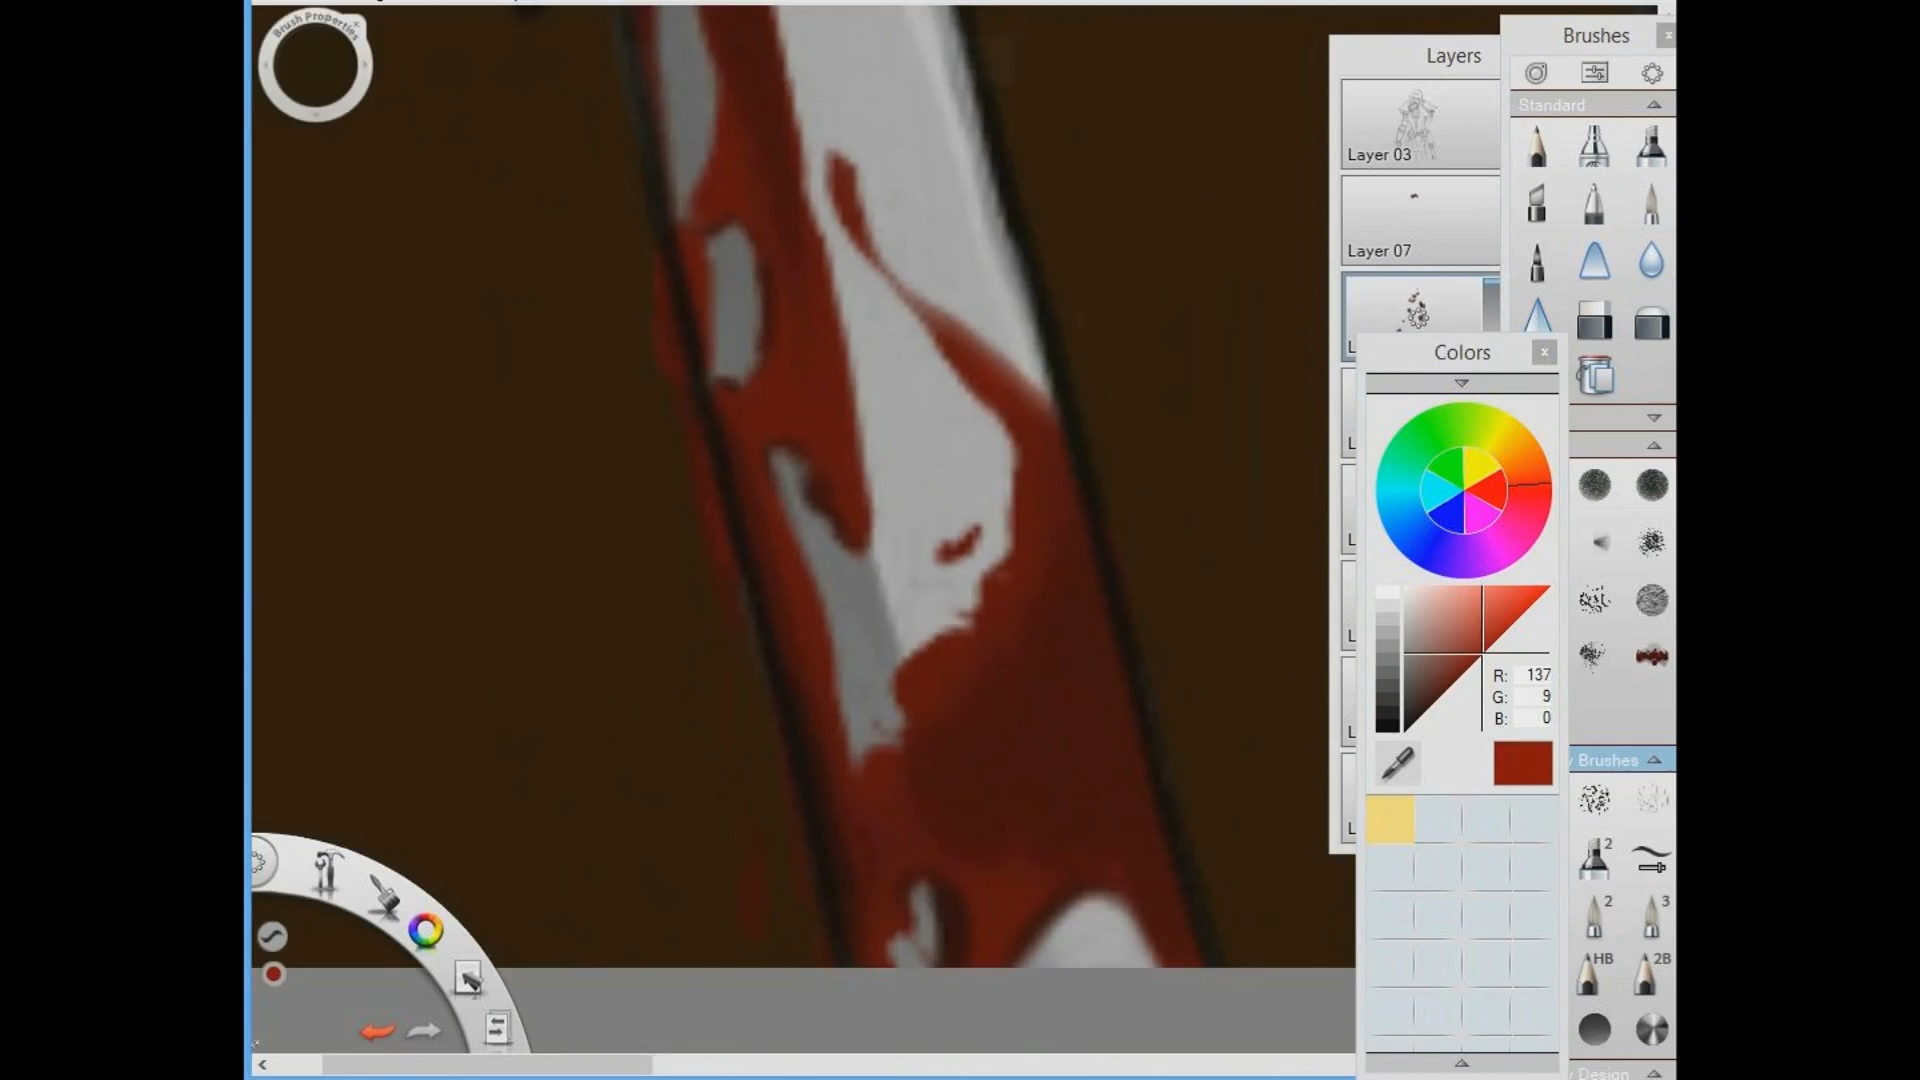 Brush Properties
Layers
Layer 03
Layer 07
L
L
L
L
L
L
Brushes
Standard
Colors
R: 137
G: 9
B: 0
Brushes
2
2
3
HB
2B
Design